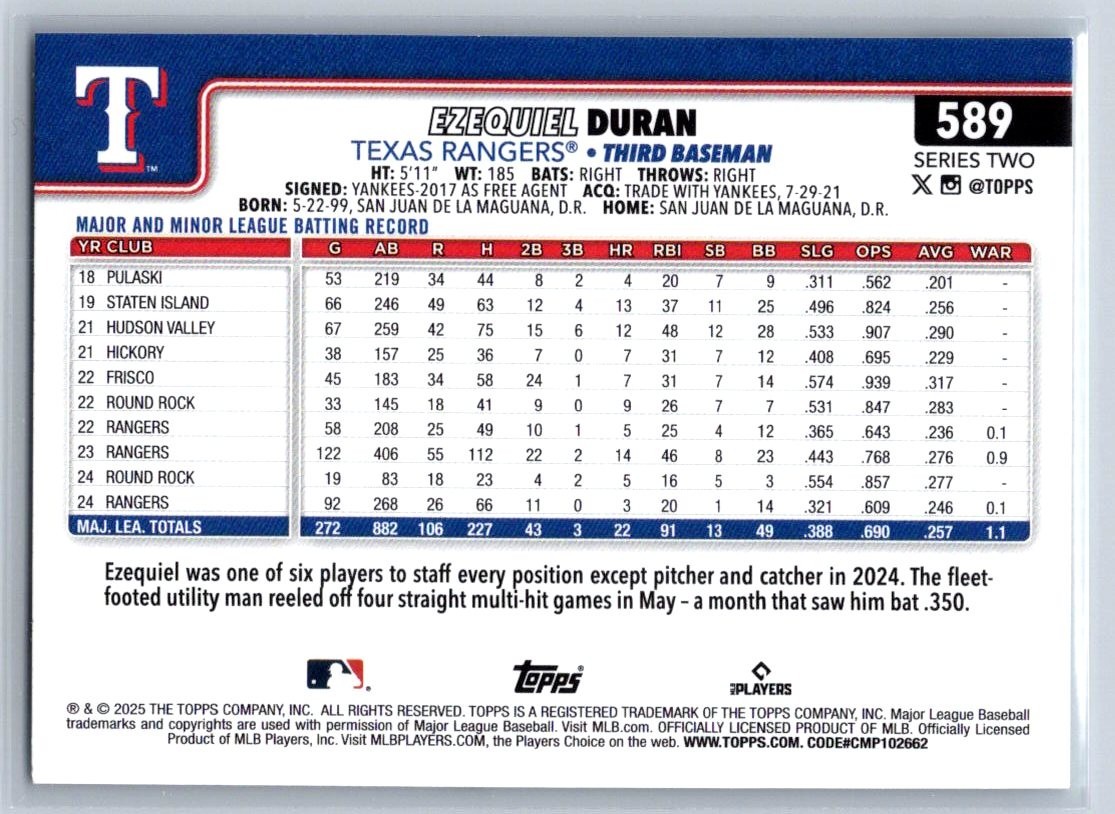 T
TM
EZEQUIEL DURAN
589
TEXAS RANGERS® • THIRD BASEMAN
SERIES TWO
HT: 5'11" WT: 185 BATS: RIGHT THROWS: RIGHT
@TOPPS
SIGNED: YANKEES-2017 AS FREE AGENT ACQ: TRADE WITH YANKEES, 7-29-21
BORN: 5-22-99, SAN JUAN DE LA MAGUANA, D.R. HOME: SAN JUAN DE LA MAGUANA, D.R.
MAJOR AND MINOR LEAGUE BATTING RECORD
YR CLUB G AB R H 2B 3B HR RBI SB BB SLG OPS AVG WAR
18 PULASKI 53 219 34 44 8 2 4 20 7 9 .311 .562 .201 -
19 STATEN ISLAND 66 246 49 63 12 4 13 37 11 25 .496 .824 .256 -
21 HUDSON VALLEY 67 259 42 75 15 6 12 48 12 28 .533 .907 .290 -
21 HICKORY 38 157 25 36 7 0 7 31 7 12 .408 .695 .229 -
22 FRISCO 45 183 34 58 24 1 7 31 7 14 .574 .939 .317 -
22 ROUND ROCK 33 145 18 41 9 0 9 26 7 7 .531 .847 .283 -
22 RANGERS 58 208 25 49 10 1 5 25 4 12 .365 .643 .236 0.1
23 RANGERS 122 406 55 112 22 2 14 46 8 23 .443 .768 .276 0.9
24 ROUND ROCK 19 83 18 23 4 2 5 16 5 3 .554 .857 .277 -
24 RANGERS 92 268 26 66 11 0 3 20 1 14 .321 .609 .246 0.1
MAJ. LEA. TOTALS 272 882 106 227 43 3 22 91 13 49 .388 .690 .257 1.1
Ezequiel was one of six players to staff every position except pitcher and catcher in 2024. The fleet-
footed utility man reeled off four straight multi-hit games in May – a month that saw him bat .350.
Topps®
MLB PLAYERS
® & © 2025 THE TOPPS COMPANY, INC. ALL RIGHTS RESERVED. TOPPS IS A REGISTERED TRADEMARK OF THE TOPPS COMPANY, INC. Major League Baseball
trademarks and copyrights are used with permission of Major League Baseball. Visit MLB.com. OFFICIALLY LICENSED PRODUCT OF MLB. Officially Licensed
Product of MLB Players, Inc. Visit MLBPLAYERS.COM, the Players Choice on the web. WWW.TOPPS.COM. CODE#CMP102662